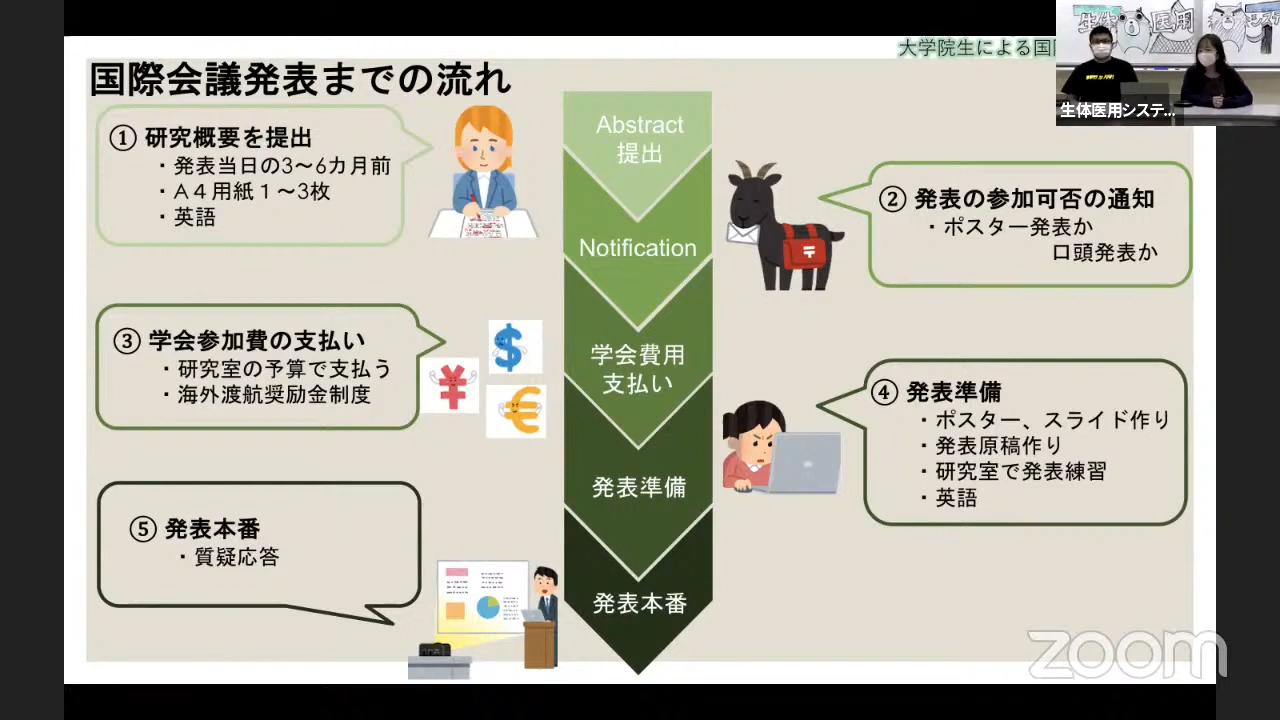 大学院生による国
生体医用システ...
国際会議発表までの流れ
① 研究概要を提出
・発表当日の3〜6カ月前
・A４用紙１〜3枚
・英語
Abstract
提出
② 発表の参加可否の通知
・ポスター発表か
口頭発表か
Notification
③ 学会参加費の支払い
・研究室の予算で支払う
・海外渡航奨励金制度
学会費用
支払い
④ 発表準備
・ポスター、スライド作り
・発表原稿作り
・研究室で発表練習
・英語
発表準備
⑤ 発表本番
・質疑応答
発表本番
zoom